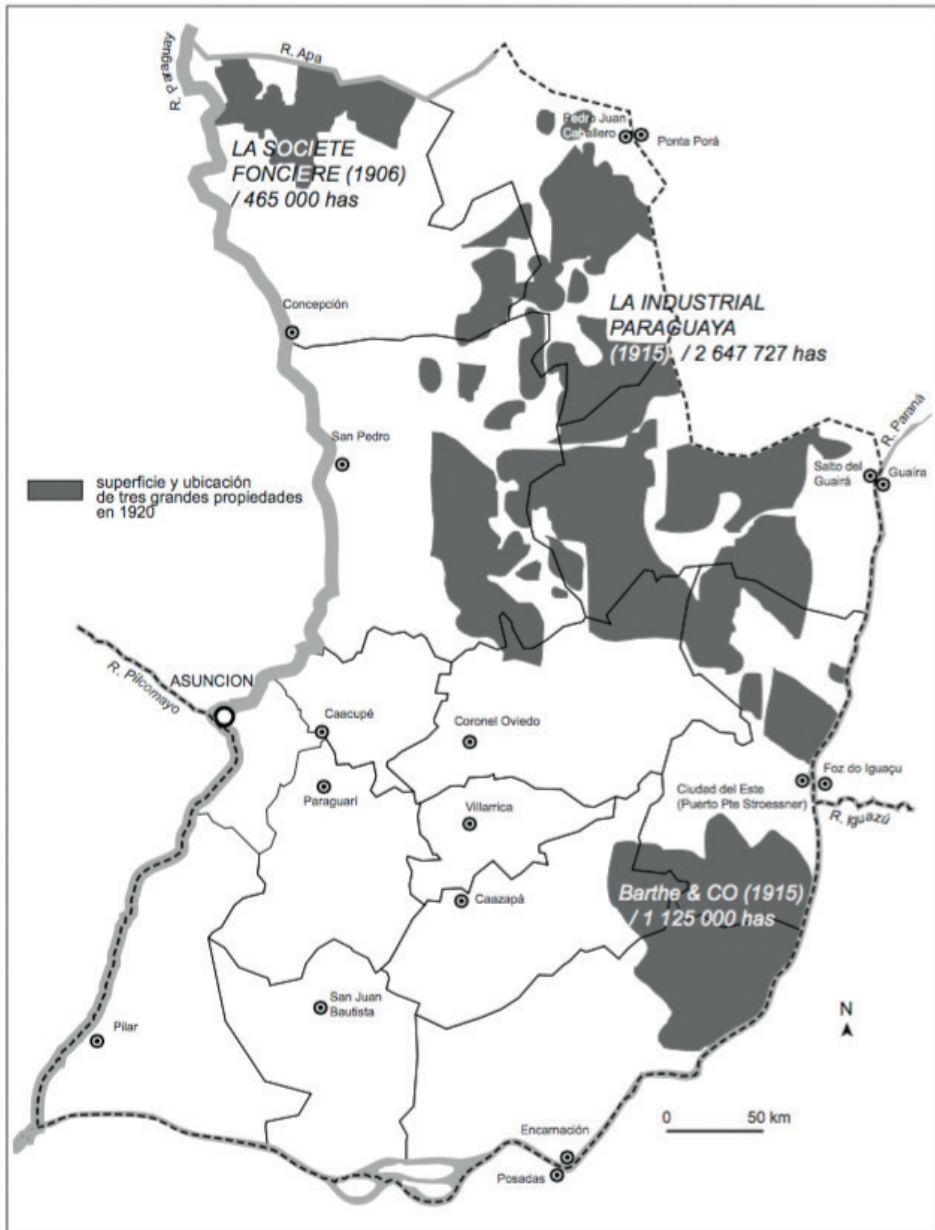 R. Paraguay
R. Apa
Pedro Juan
Caballero
Ponta Porá
LA SOCIETE
FONCIERE (1906)
/ 465 000 has
Concepción
LA INDUSTRIAL
PARAGUAYA
(1915) / 2 647 727 has
San Pedro
R. Paraná
Salto del
Guairá
Guaíra
superficie y ubicación
de tres grandes propiedades
en 1920
R. Pilcomayo
ASUNCION
Caacupé
Coronel Oviedo
Paraguarí
Villarrica
Ciudad del Este
(Puerto Pte Stroessner)
Foz do Iguaçu
R. Iguazú
Barthe & CO (1915)
/ 1 125 000 has
Caazapá
San Juan
Bautista
Pilar
N
0 50 km
Encarnación
Posadas